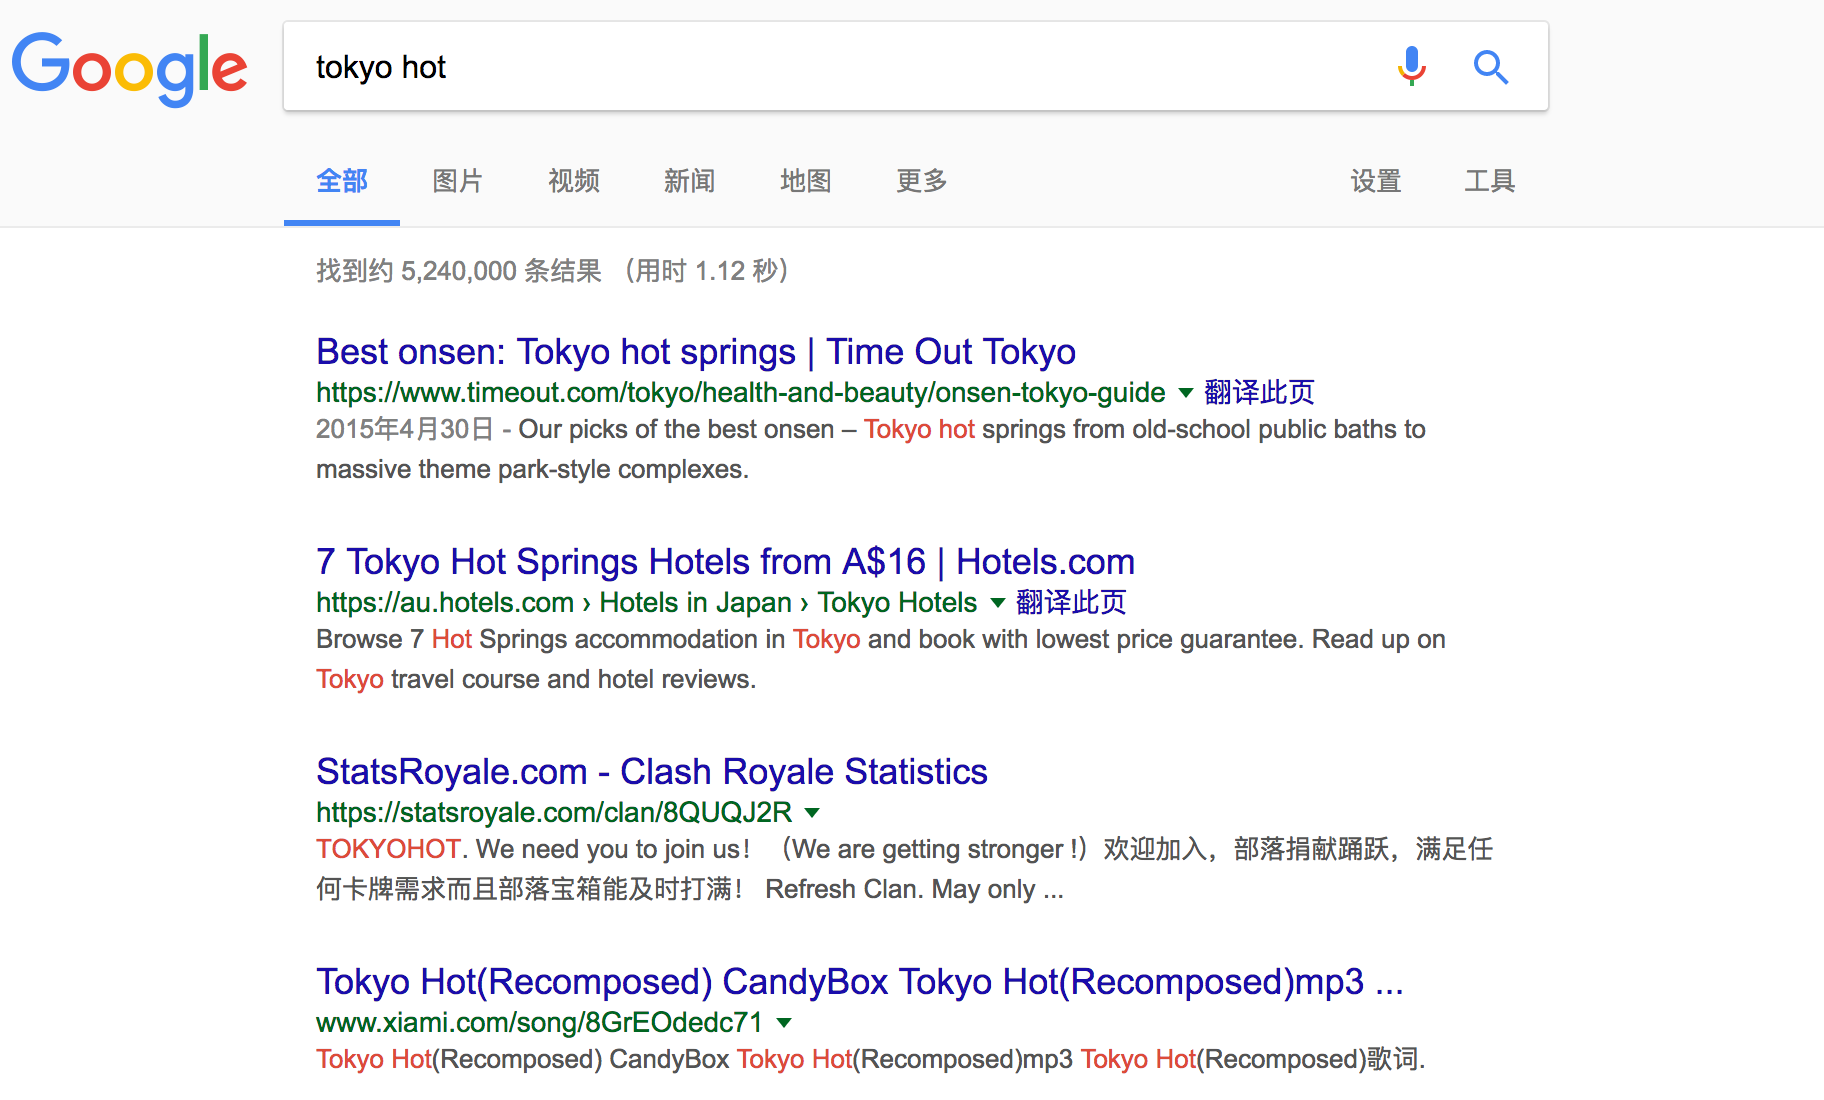 Google
tokyo hot
全部 图片 视频 新闻 地图 更多 设置 工具
找到约 5,240,000 条结果 （用时 1.12 秒）
Best onsen: Tokyo hot springs | Time Out Tokyo
https://www.timeout.com/tokyo/health-and-beauty/onsen-tokyo-guide ▼ 翻译此页
2015年4月30日 - Our picks of the best onsen – Tokyo hot springs from old-school public baths to
massive theme park-style complexes.
7 Tokyo Hot Springs Hotels from A$16 | Hotels.com
https://au.hotels.com › Hotels in Japan › Tokyo Hotels ▼ 翻译此页
Browse 7 Hot Springs accommodation in Tokyo and book with lowest price guarantee. Read up on
Tokyo travel course and hotel reviews.
StatsRoyale.com - Clash Royale Statistics
https://statsroyale.com/clan/8QUQJ2R ▼
TOKYOHOT. We need you to join us！ （We are getting stronger !）欢迎加入，部落捐献踊跃，满足任
何卡牌需求而且部落宝箱能及时打满！ Refresh Clan. May only ...
Tokyo Hot(Recomposed) CandyBox Tokyo Hot(Recomposed)mp3 ...
www.xiami.com/song/8GrEOdedc71 ▼
Tokyo Hot(Recomposed) CandyBox Tokyo Hot(Recomposed)mp3 Tokyo Hot(Recomposed)歌词.